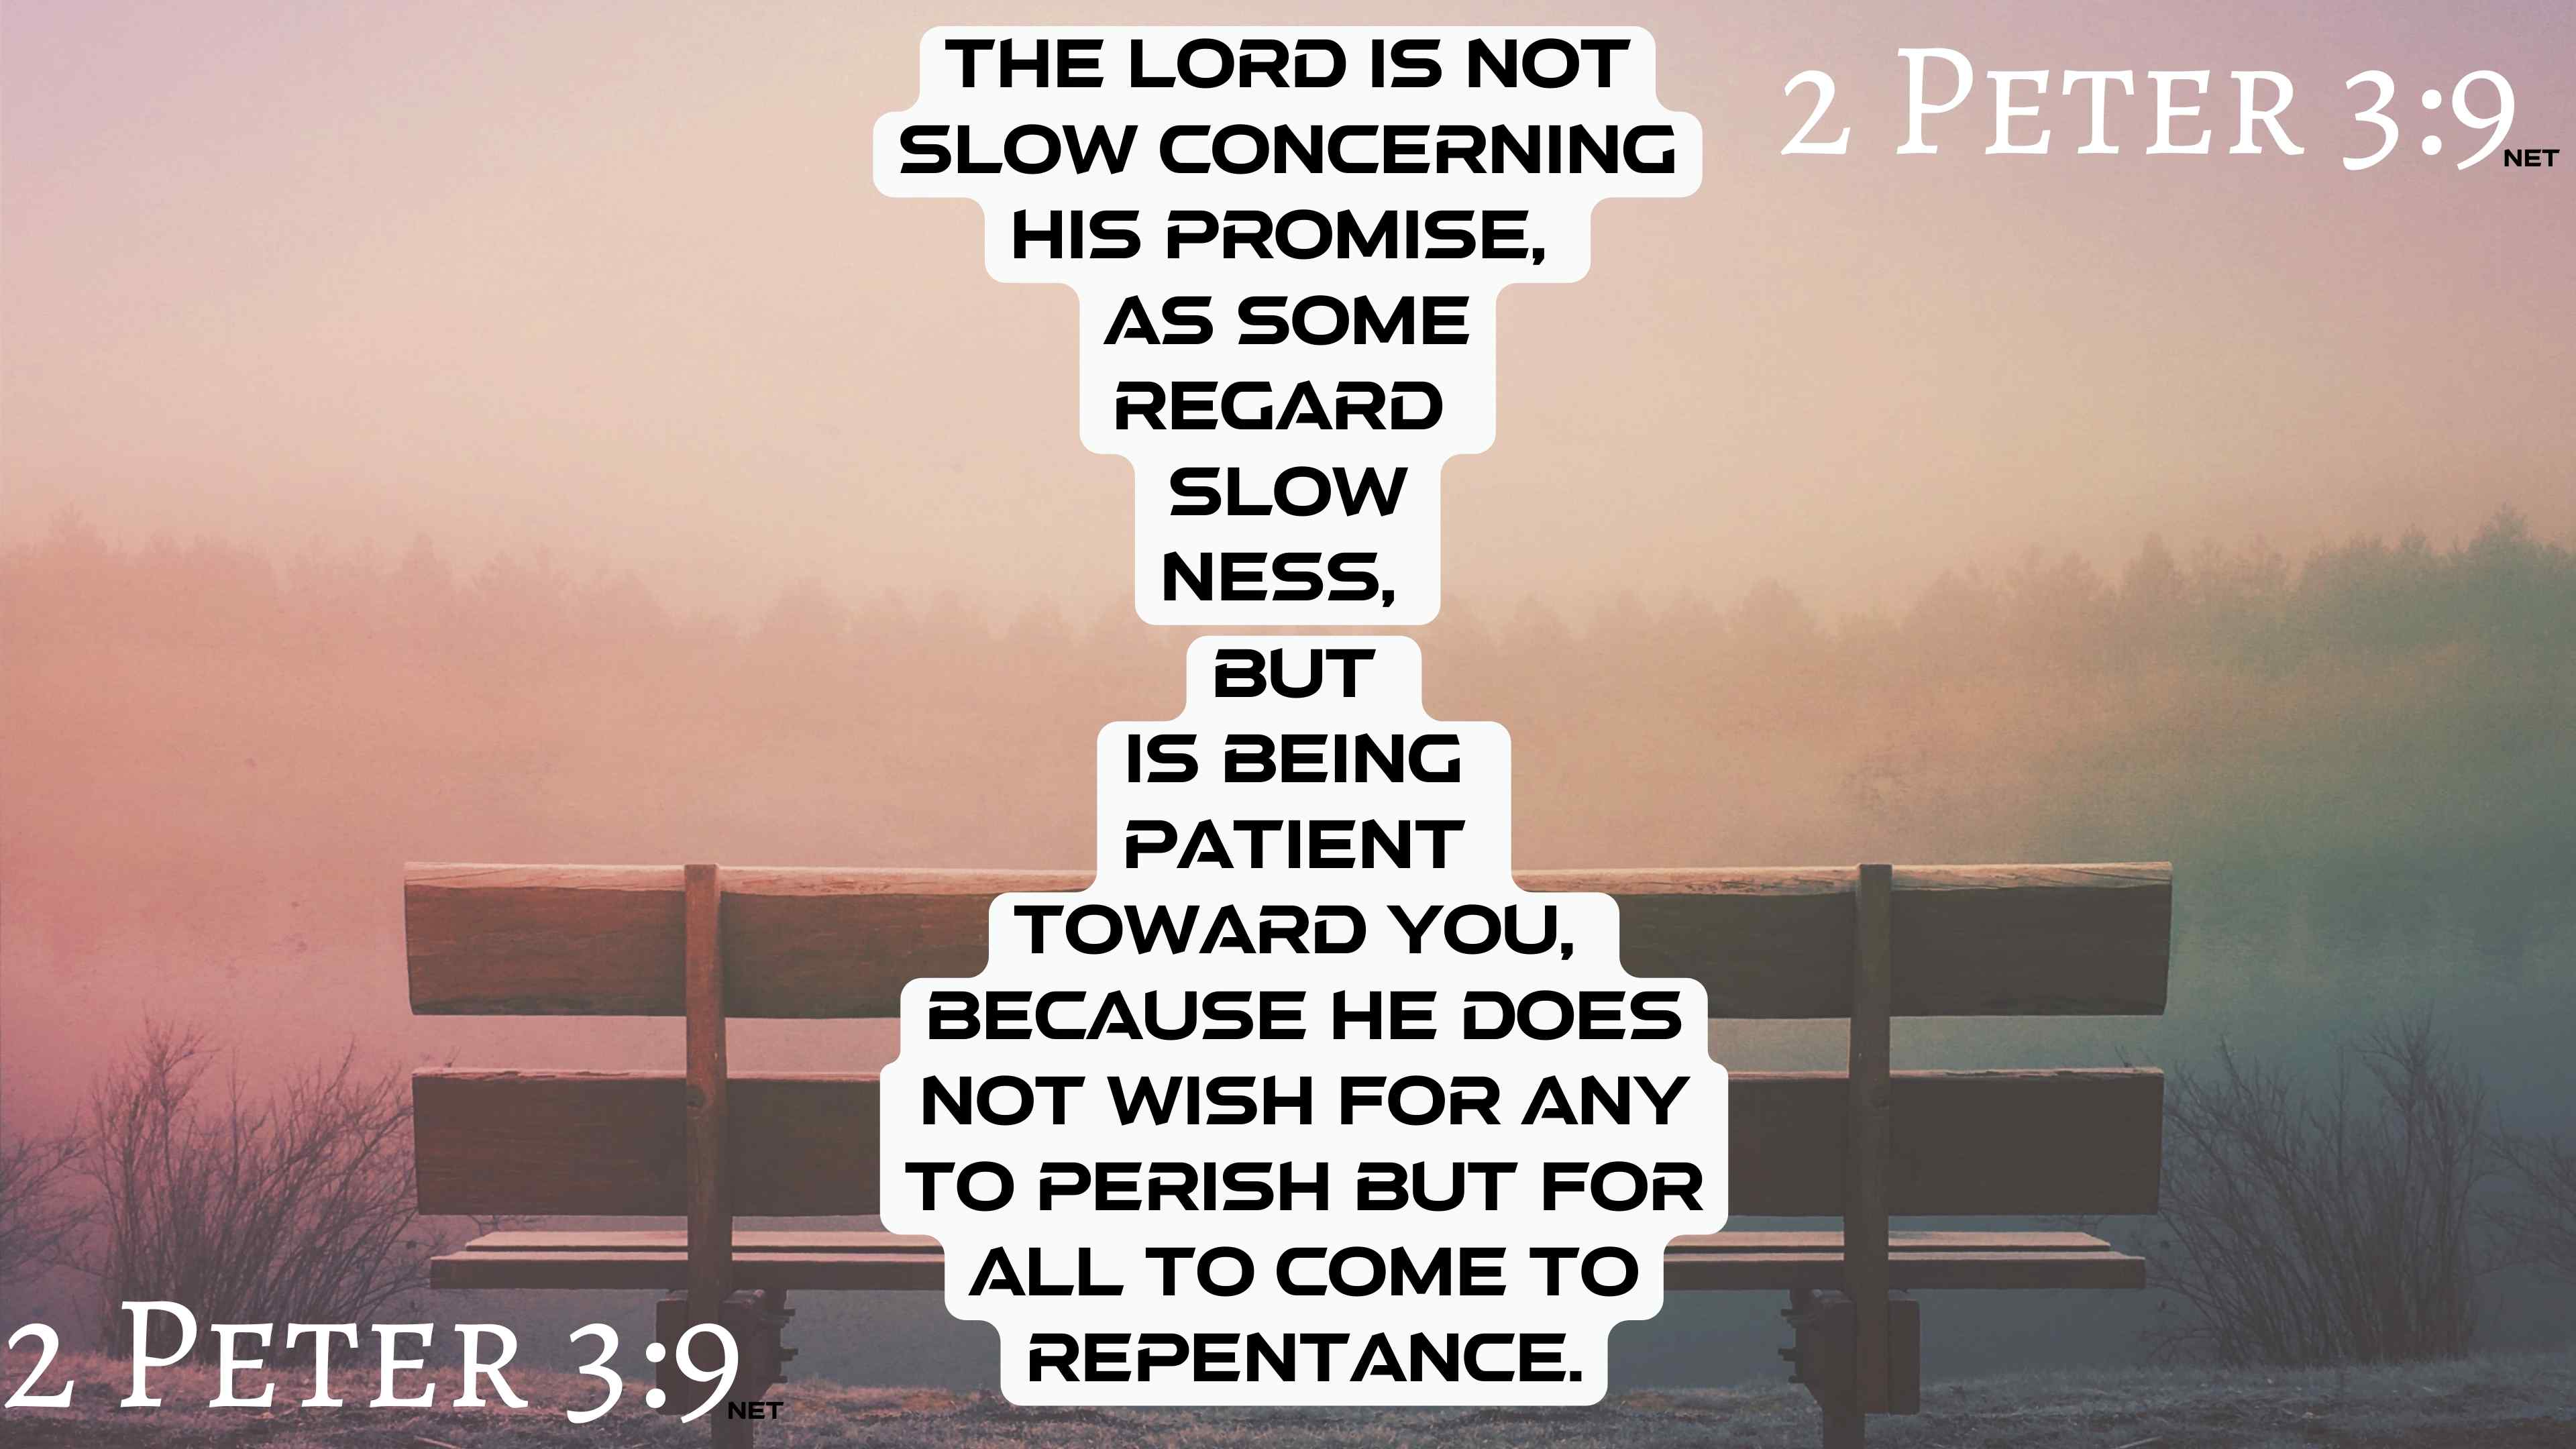 THE LORD IS NOT
SLOW CONCERNING
HIS PROMISE,
AS SOME
REGARD
SLOW
NESS,
BUT
IS BEING
PATIENT
TOWARD YOU,
BECAUSE HE DOES
NOT WISH FOR ANY
TO PERISH BUT FOR
ALL TO COME TO
REPENTANCE.
2 PETER 3:9 NET
2 PETER 3:9 NET